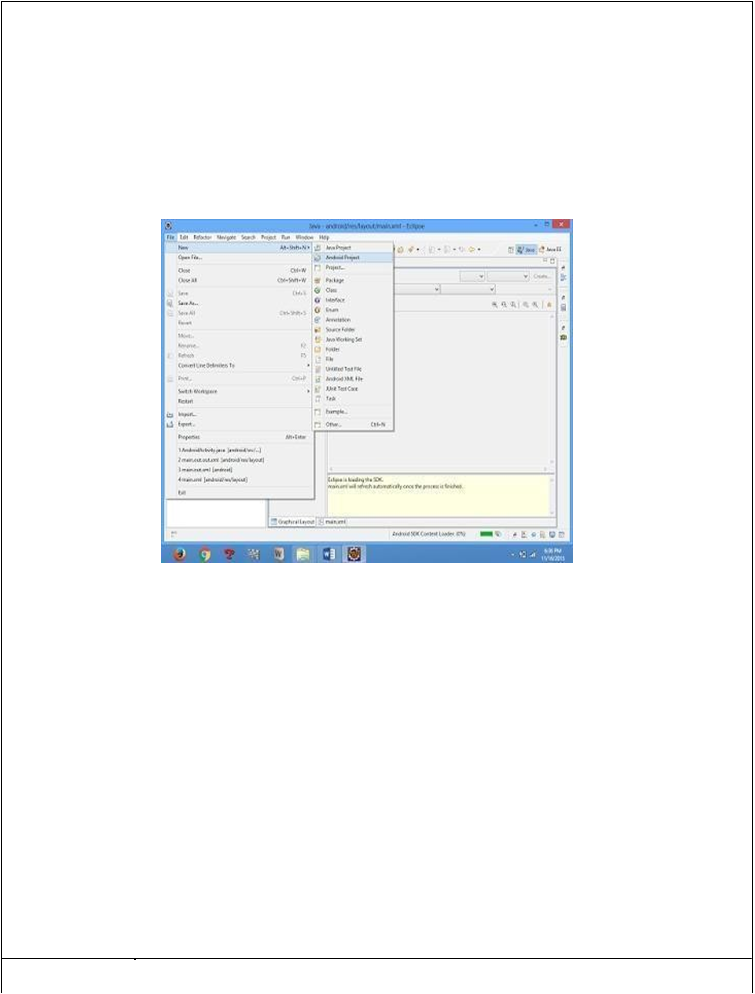 Java - android/res/layout/main.xml - Eclipse
File Edit Refactor Navigate Search Project Run Window Help
New Alt+Shift+N
Open File...
Close Ctrl+W
Close All Ctrl+Shift+W
Save Ctrl+S
Save As...
Save All Ctrl+Shift+S
Revert
Move...
Rename... F2
Refresh F5
Convert Line Delimiters To
Print... Ctrl+P
Switch Workspace
Restart
Import...
Export...
Properties Alt+Enter
1 AndroidActivity.java [android/src/...]
2 main.out.out.xml [android/res/layout]
3 main.out.xml [android]
4 main.xml [android/res/layout]
Exit
Java Project
Android Project
Project...
Package
Class
Interface
Enum
Annotation
Source Folder
Java Working Set
Folder
File
Untitled Text File
Android XML File
JUnit Test Case
Task
Example...
Other... Ctrl+N
Java
Java EE
Create...
Eclipse is loading the SDK.
main.xml will refresh automatically once the process is finished.
Graphical Layout main.xml
Android SDK Content Loader: (0%)